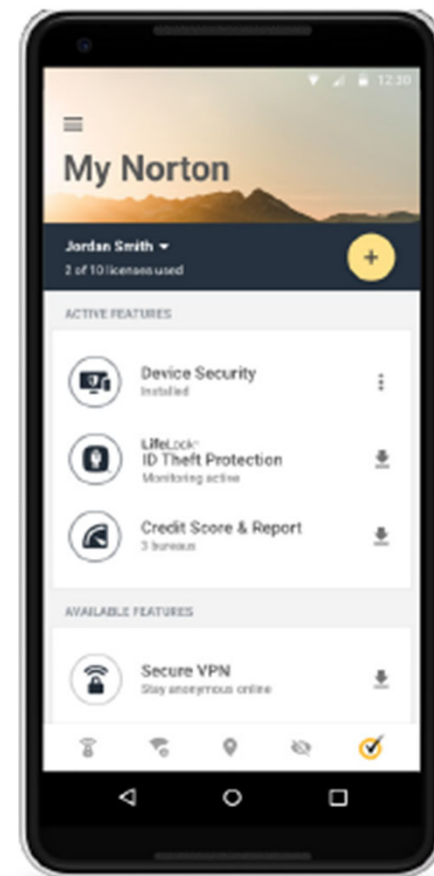 12:30
My Norton
Jordan Smith
2 of 10 licenses used
ACTIVE FEATURES
Device Security
Installed
LifeLock™
ID Theft Protection
Monitoring active
Credit Score & Report
3 bureaus
AVAILABLE FEATURES
Secure VPN
Stay anonymous online